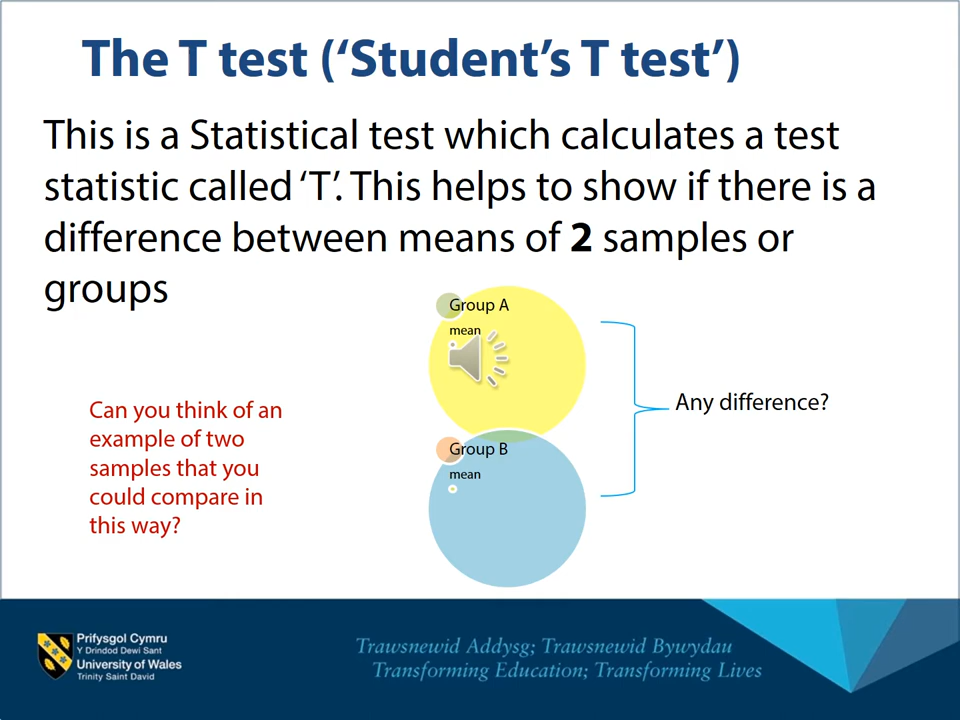 The T test (‘Student’s T test’)
This is a Statistical test which calculates a test
statistic called ‘T’. This helps to show if there is a
difference between means of 2 samples or
groups
Group A
mean
Any difference?
Can you think of an
example of two
samples that you
could compare in
this way?
Group B
mean
Prifysgol Cymru
Y Drindod Dewi Sant
University of Wales
Trinity Saint David
Trawsnewid Addysg; Trawsnewid Bywydau
Transforming Education; Transforming Lives